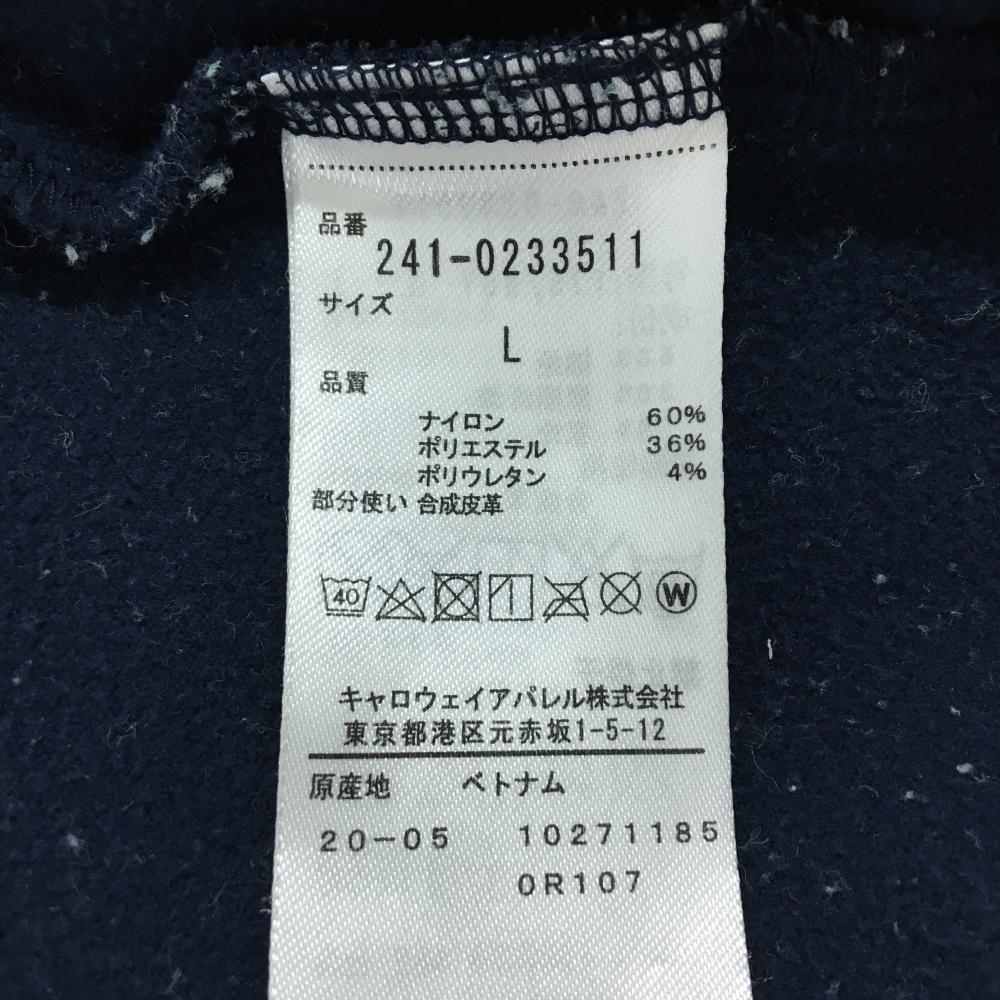 品番
241-0233511
サイズ
L
品質
ナイロン 60%
ポリエステル 36%
ポリウレタン 4%
部分使い 合成皮革
40 W
キャロウェイアパレル株式会社
東京都港区元赤坂1-5-12
原産地 ベトナム
20-05 10271185
0R107